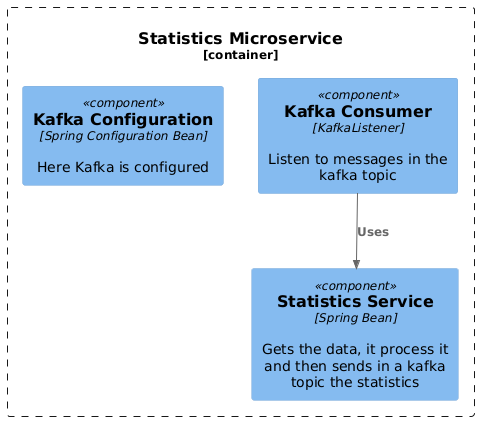 Statistics Microservice
[container]
«component»
Kafka Configuration
[Spring Configuration Bean]
Here Kafka is configured
«component»
Kafka Consumer
[KafkaListener]
Listen to messages in the
kafka topic
Uses
«component»
Statistics Service
[Spring Bean]
Gets the data, it process it
and then sends in a kafka
topic the statistics